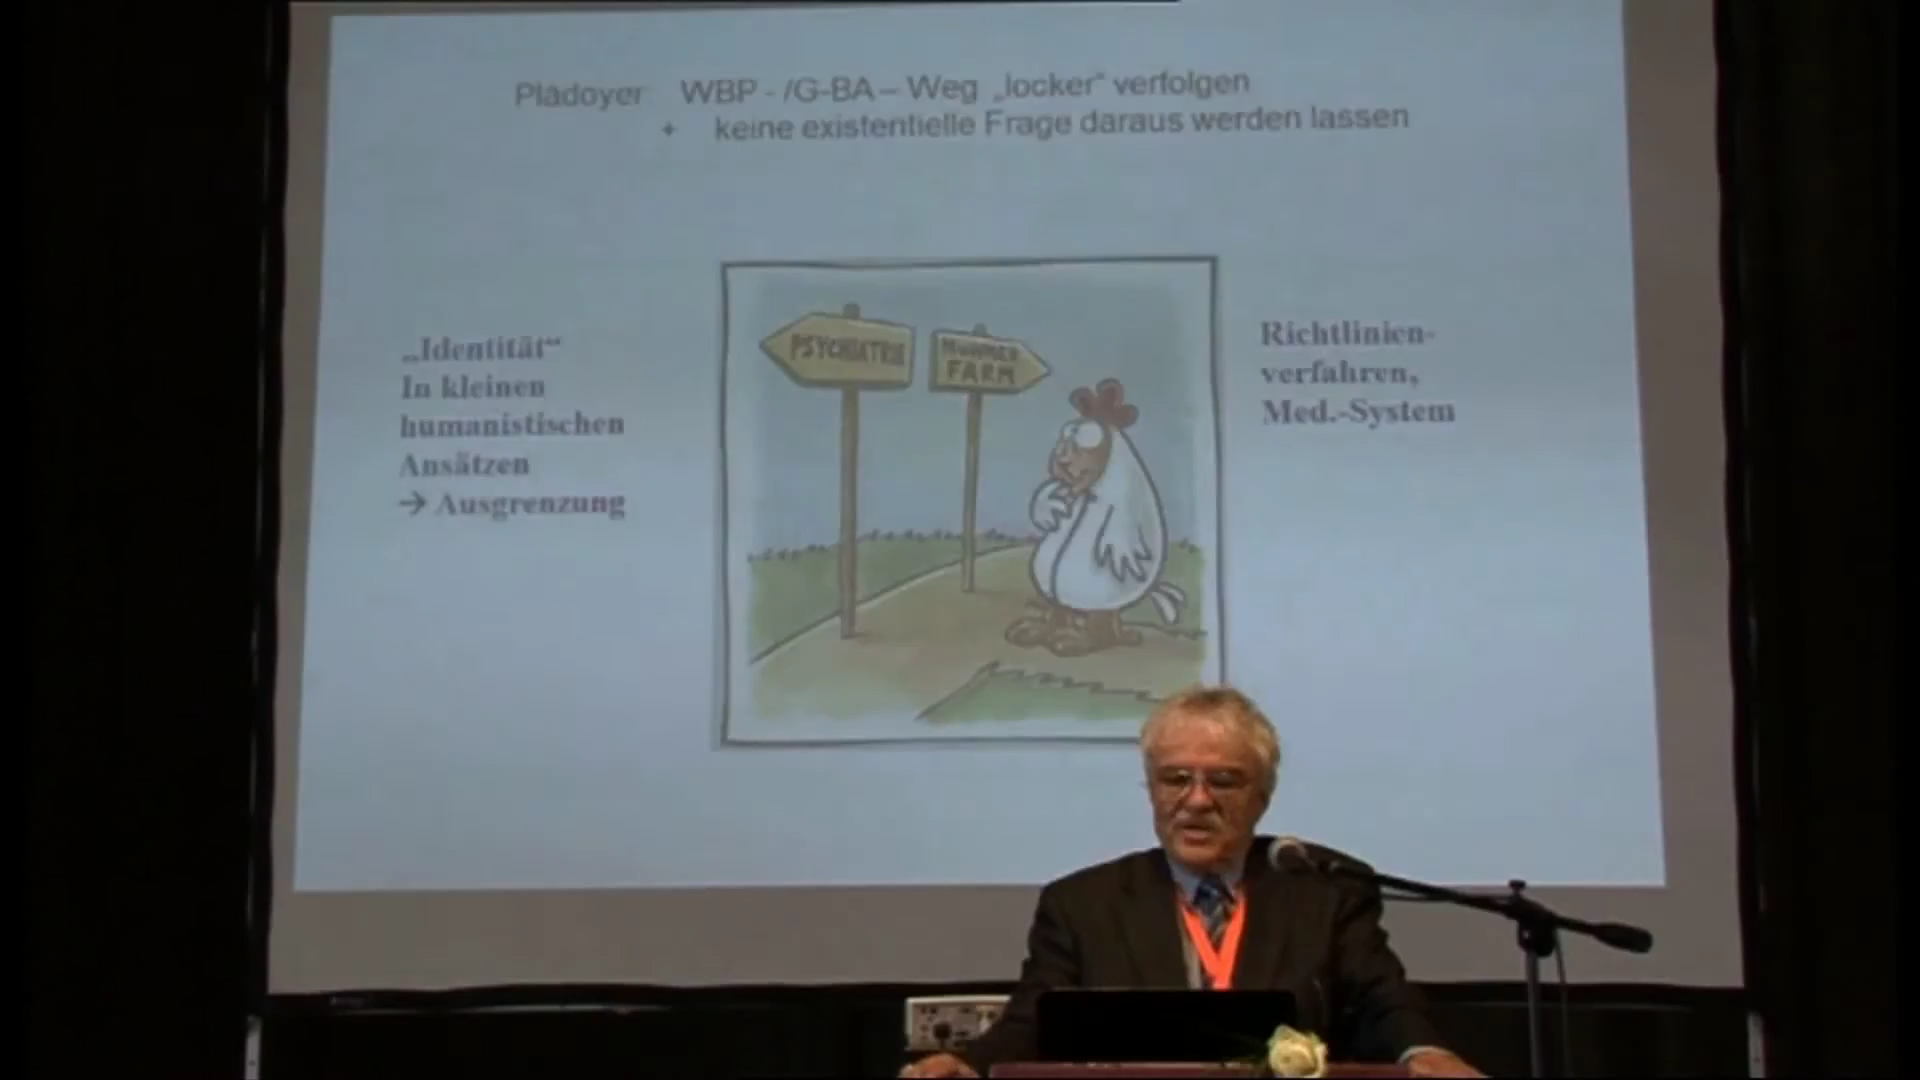 Plädoyer: WBP - /G-BA – Weg „locker“ verfolgen
+ keine existentielle Frage daraus werden lassen
„Identität“
In kleinen
humanistischen
Ansätzen
→ Ausgrenzung
PSYCHIATRIE
FARM
Richtlinien-
verfahren,
Med.-System